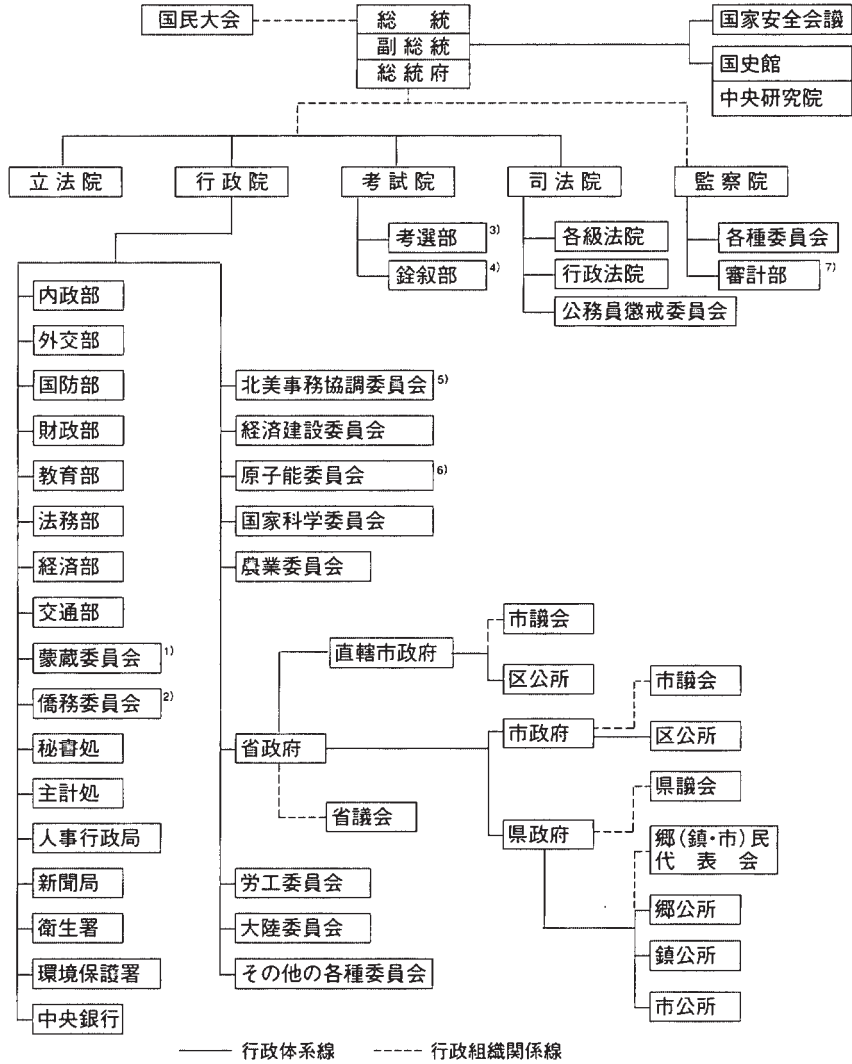 国民大会
総統
副総統
総統府
国家安全会議
国史館
中央研究院
立法院
行政院
考試院
司法院
監察院
考選部 3)
銓叙部 4)
各級法院
行政法院
公務員懲戒委員会
各種委員会
審計部 7)
内政部
外交部
国防部
財政部
教育部
法務部
経済部
交通部
蒙蔵委員会 1)
僑務委員会 2)
秘書処
主計処
人事行政局
新聞局
衛生署
環境保護署
中央銀行
北美事務協調委員会 5)
経済建設委員会
原子能委員会 6)
国家科学委員会
農業委員会
省政府
労工委員会
大陸委員会
その他の各種委員会
直轄市政府
省議会
市議会
区公所
市政府
県政府
市議会
区公所
県議会
郷(鎮・市)民
代表会
郷公所
鎮公所
市公所
行政体系線
行政組織関係線